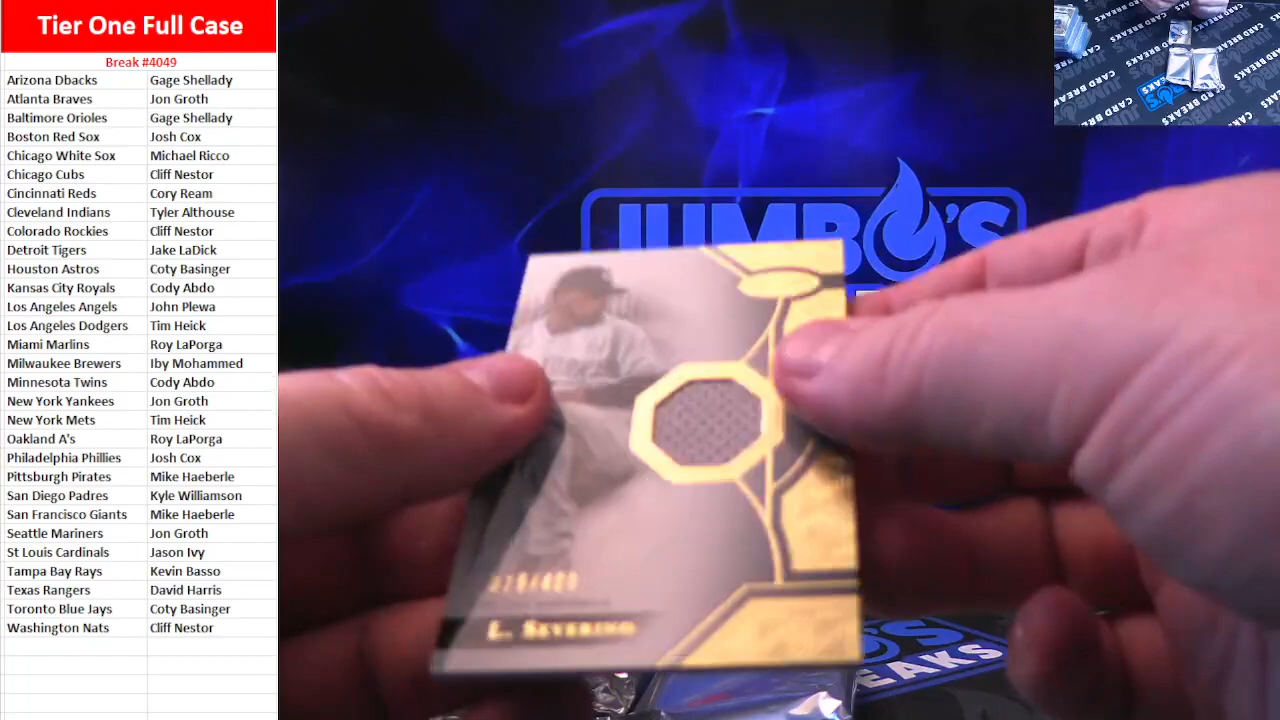 Tier One Full Case
Break #4049
Arizona Dbacks Gage Shellady
Atlanta Braves Jon Groth
Baltimore Orioles Gage Shellady
Boston Red Sox Josh Cox
Chicago White Sox Michael Ricco
Chicago Cubs Cliff Nestor
Cincinnati Reds Cory Ream
Cleveland Indians Tyler Althouse
Colorado Rockies Cliff Nestor
Detroit Tigers Jake LaDick
Houston Astros Coty Basinger
Kansas City Royals Cody Abdo
Los Angeles Angels John Plewa
Los Angeles Dodgers Tim Heick
Miami Marlins Roy LaPorga
Milwaukee Brewers Iby Mohammed
Minnesota Twins Cody Abdo
New York Yankees Jon Groth
New York Mets Tim Heick
Oakland A's Roy LaPorga
Philadelphia Phillies Josh Cox
Pittsburgh Pirates Mike Haeberle
San Diego Padres Kyle Williamson
San Francisco Giants Mike Haeberle
Seattle Mariners Jon Groth
St Louis Cardinals Jason Ivy
Tampa Bay Rays Kevin Basso
Texas Rangers David Harris
Toronto Blue Jays Coty Basinger
Washington Nats Cliff Nestor
JUMBO'S
L. Severino
CARD BREAKS
CARD BREAKS